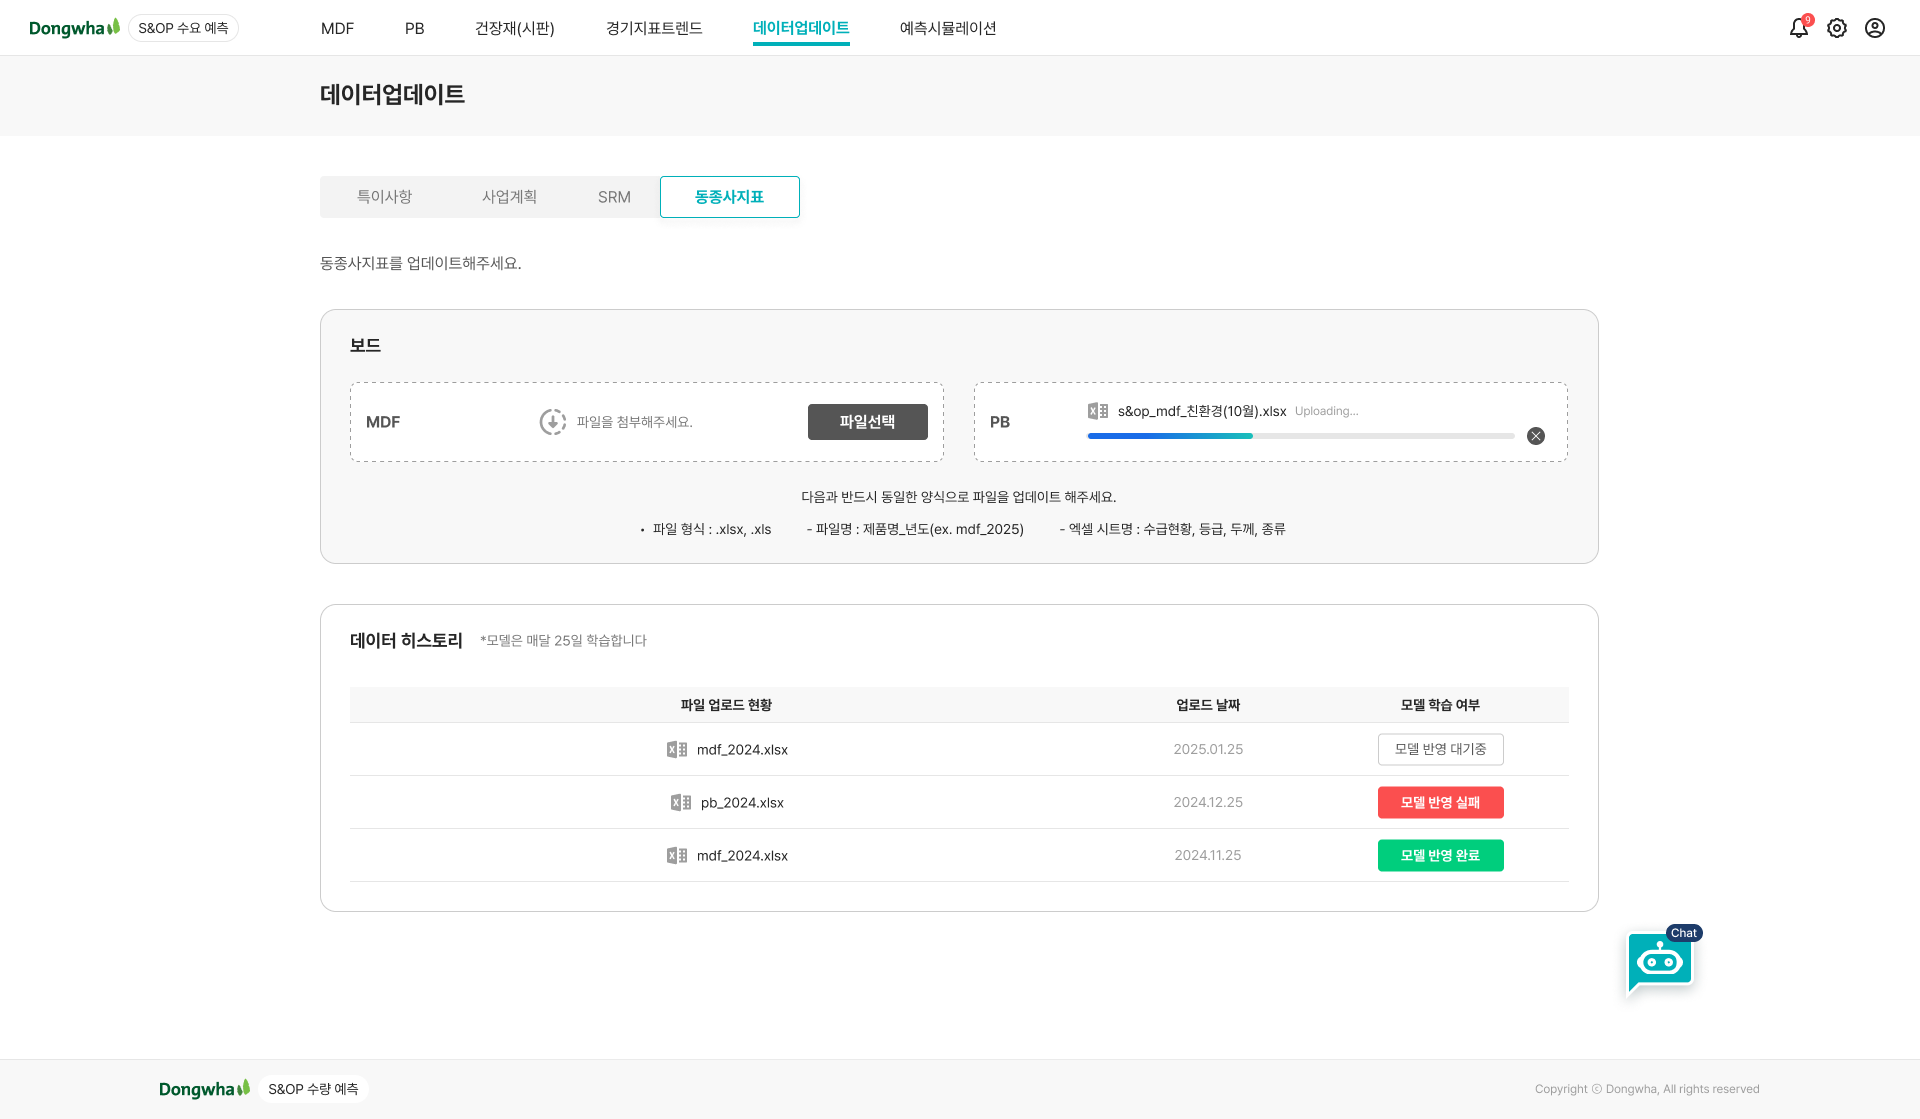 Dongwha S&OP 수요 예측 MDF PB 건장재(시판) 경기지표트렌드 데이터업데이트 예측시뮬레이션 9
데이터업데이트
특이사항 사업계획 SRM 동종사지표
동종사지표를 업데이트해주세요.
보드
MDF 파일을 첨부해주세요. 파일선택
PB s&op_mdf_친환경(10월).xlsx Uploading...
다음과 반드시 동일한 양식으로 파일을 업데이트 해주세요.
• 파일 형식 : .xlsx, .xls - 파일명 : 제품명_년도(ex. mdf_2025) - 엑셀 시트명 : 수급현황, 등급, 두께, 종류
데이터 히스토리 *모델은 매달 25일 학습합니다
파일 업로드 현황 업로드 날짜 모델 학습 여부
mdf_2024.xlsx 2025.01.25 모델 반영 대기중
pb_2024.xlsx 2024.12.25 모델 반영 실패
mdf_2024.xlsx 2024.11.25 모델 반영 완료
Chat
Dongwha S&OP 수량 예측 Copyright ⓒ Dongwha, All rights reserved